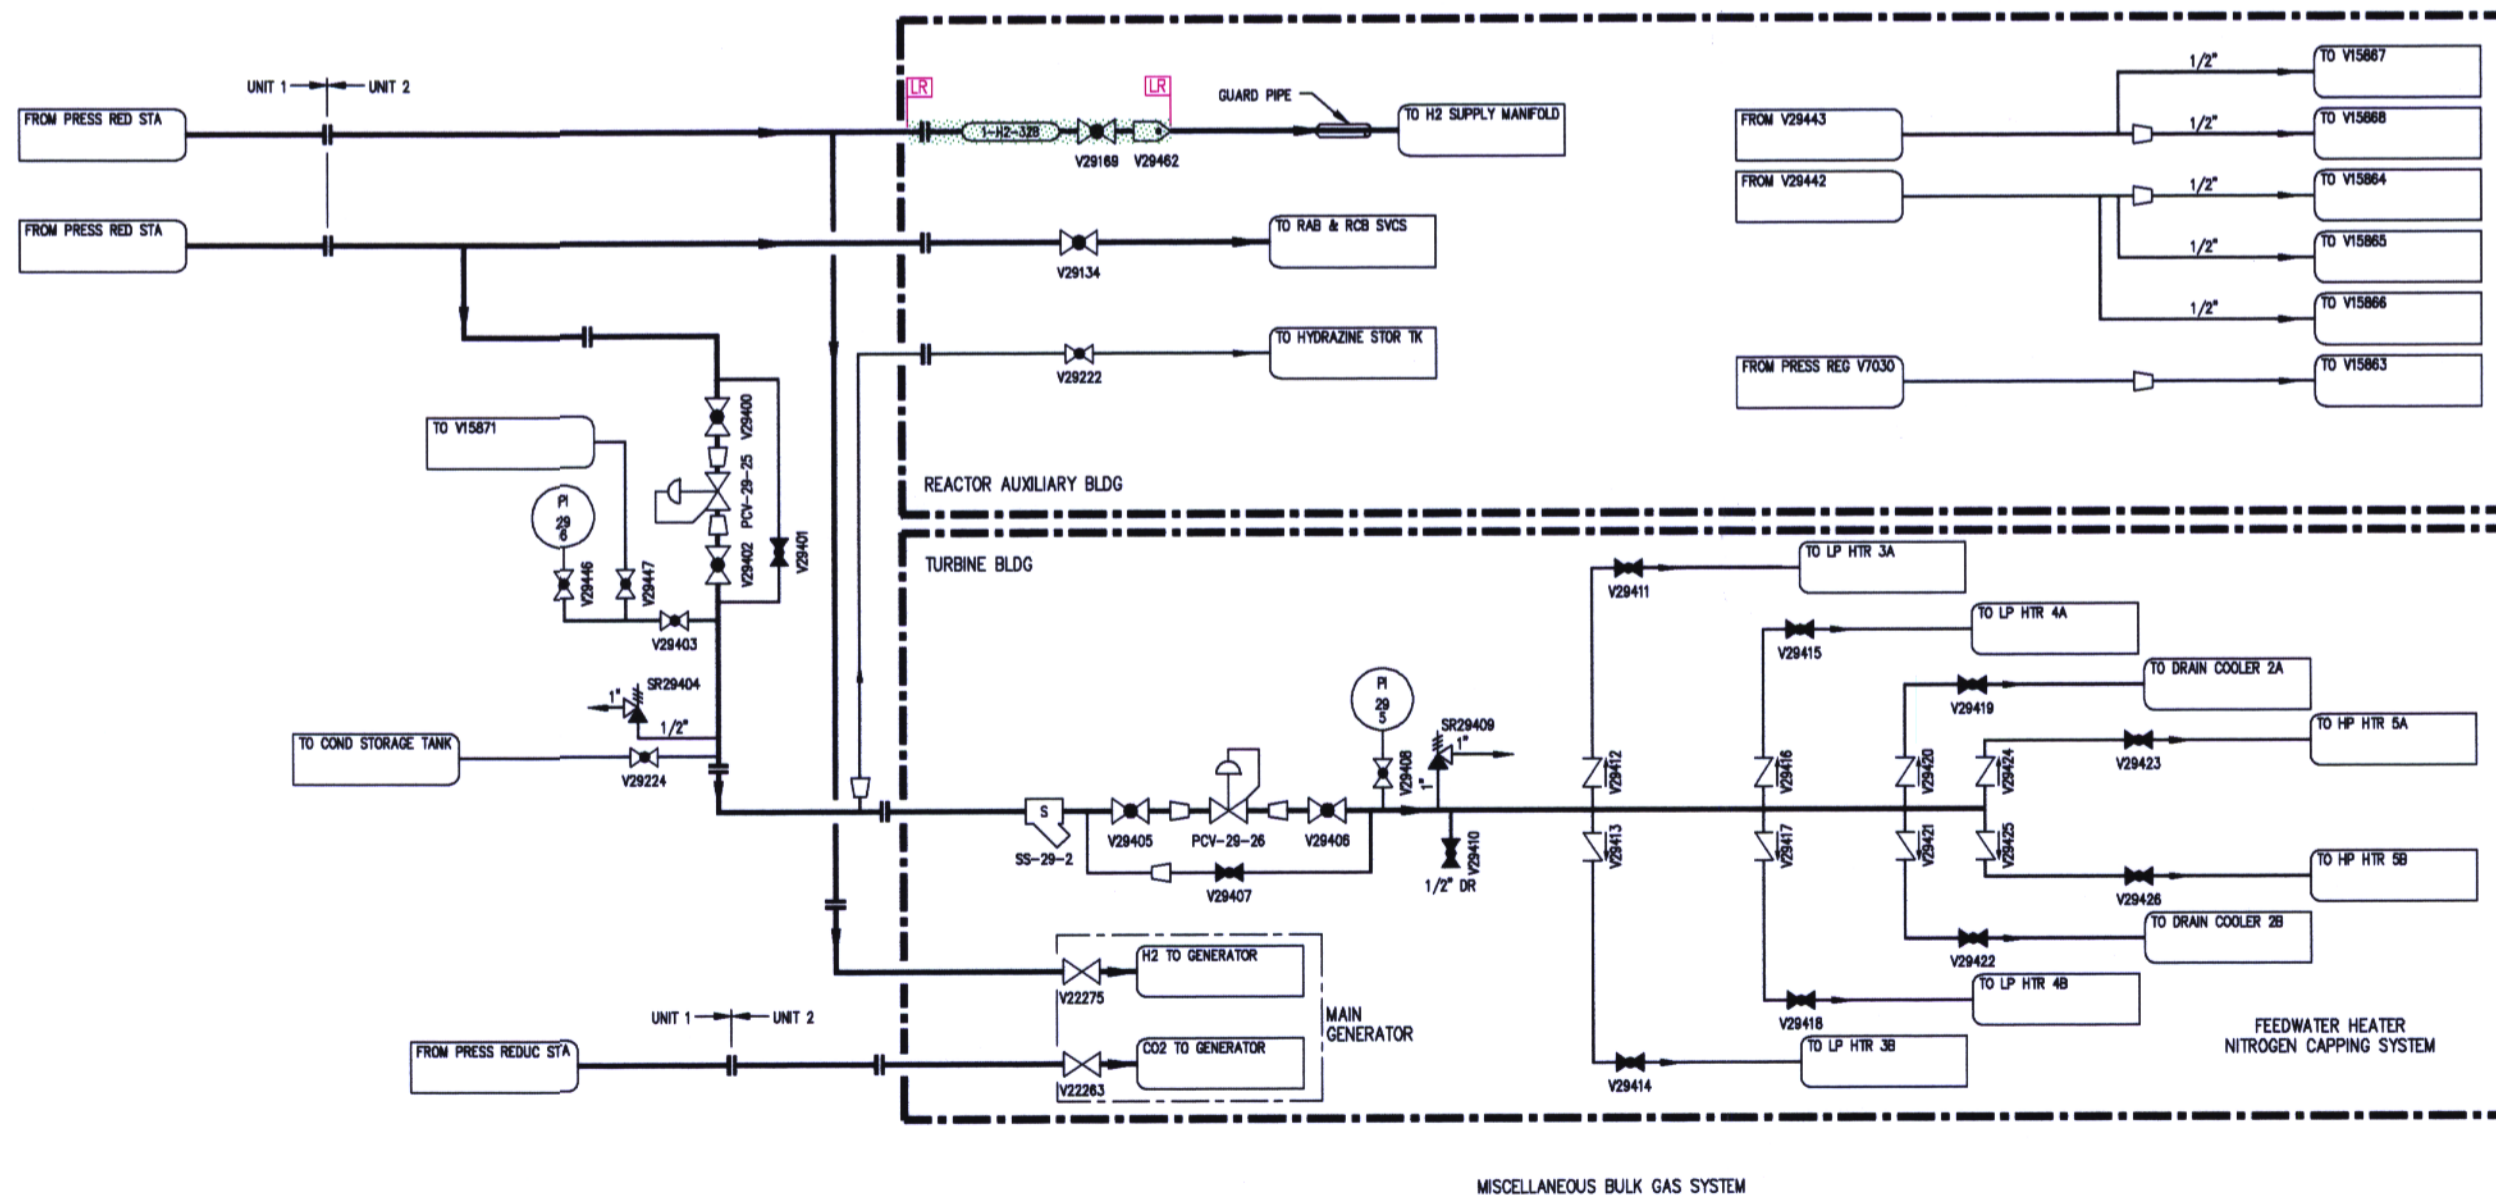 UNIT 1
UNIT 2
FROM PRESS RED STA
LR
LR
1-H2-328
V29169
V29462
GUARD PIPE
TO H2 SUPPLY MANIFOLD
FROM PRESS RED STA
V29134
TO RAB & RCB SVCS
V29222
TO HYDRAZINE STOR TK
FROM V29443
1/2"
TO V15867
1/2"
TO V15868
FROM V29442
1/2"
TO V15864
1/2"
TO V15865
1/2"
TO V15866
FROM PRESS REG V7030
TO V15863
REACTOR AUXILIARY BLDG
TO V15871
V29400
PCV-29-25
V29402
V29401
PI
29
6
V29446
V29447
V29403
SR29404
1"
1/2"
TO COND STORAGE TANK
V29224
TURBINE BLDG
SS-29-2
V29405
PCV-29-26
V29406
V29407
PI
29
5
V29408
SR29409
1"
1"
V29410
1/2" DR
V29411
TO LP HTR 3A
V29415
TO LP HTR 4A
V29419
TO DRAIN COOLER 2A
V29423
TO HP HTR 5A
V29412
V29416
V29420
V29424
V29413
V29417
V29421
V29425
V29426
TO HP HTR 5B
V29422
TO DRAIN COOLER 2B
V29418
TO LP HTR 4B
V29414
TO LP HTR 3B
FEEDWATER HEATER
NITROGEN CAPPING SYSTEM
V22275
H2 TO GENERATOR
MAIN
GENERATOR
UNIT 1
UNIT 2
FROM PRESS REDUC STA
V22263
CO2 TO GENERATOR
MISCELLANEOUS BULK GAS SYSTEM